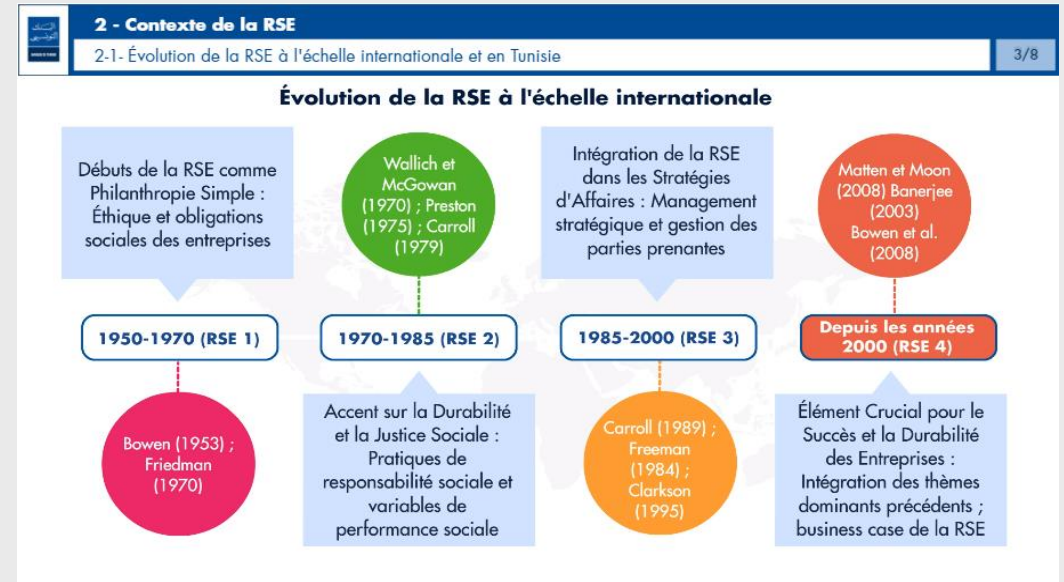 البنك
التونسي
2 - Contexte de la RSE
2-1- Évolution de la RSE à l'échelle internationale et en Tunisie
3/8
Évolution de la RSE à l'échelle internationale
Débuts de la RSE comme
Philanthropie Simple :
Éthique et obligations
sociales des entreprises
1950-1970 (RSE 1)
Bowen (1953) ;
Friedman
(1970)
Wallich et
McGowan
(1970) ; Preston
(1975) ; Carroll
(1979)
1970-1985 (RSE 2)
Accent sur la Durabilité
et la Justice Sociale :
Pratiques de
responsabilité sociale et
variables de
performance sociale
Intégration de la RSE
dans les Stratégies
d'Affaires : Management
stratégique et gestion des
parties prenantes
1985-2000 (RSE 3)
Carroll (1989) ;
Freeman
(1984) ;
Clarkson
(1995)
Matten et Moon
(2008) Banerjee
(2003)
Bowen et al.
(2008)
Depuis les années
2000 (RSE 4)
Élément Crucial pour le
Succès et la Durabilité
des Entreprises :
Intégration des thèmes
dominants précédents ;
business case de la RSE